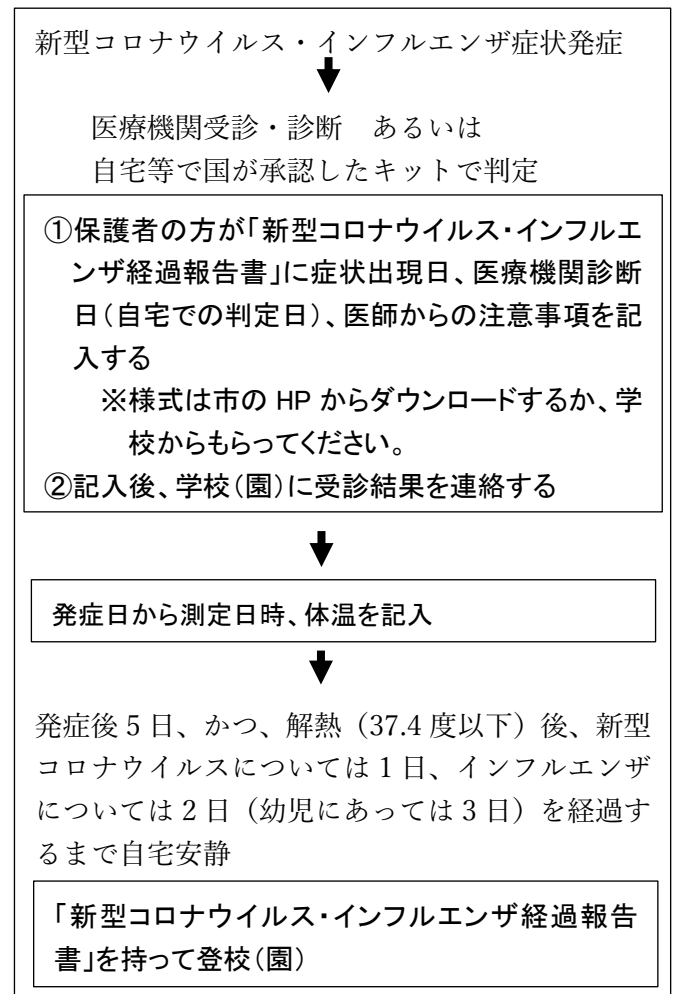 新型コロナウイルス・インフルエンザ症状発症
医療機関受診・診断　あるいは
自宅等で国が承認したキットで判定
①保護者の方が「新型コロナウイルス・インフルエ
ンザ経過報告書」に症状出現日、医療機関診断
日(自宅での判定日)、医師からの注意事項を記
入する
※様式は市の HP からダウンロードするか、学
校からもらってください。
②記入後、学校(園)に受診結果を連絡する
発症日から測定日時、体温を記入
発症後 5 日、かつ、解熱（37.4 度以下）後、新型
コロナウイルスについては 1 日、インフルエンザ
については 2 日（幼児にあっては 3 日）を経過す
るまで自宅安静
「新型コロナウイルス・インフルエンザ経過報告
書」を持って登校(園)